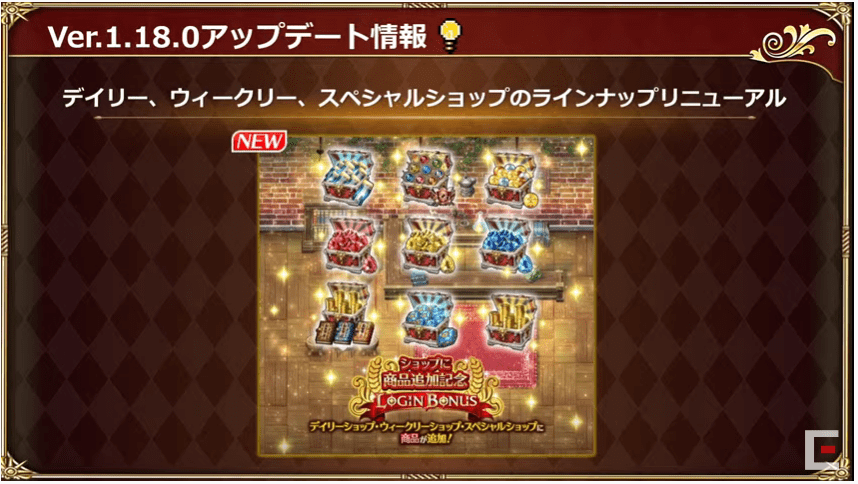 Ver.1.18.0アップデート情報
デイリー、ウィークリー、スペシャルショップのラインナップリニューアル
NEW
ショップに
商品追加記念
LOGIN BONUS
デイリーショップ・ウィークリーショップ・スペシャルショップに
商品が追加!